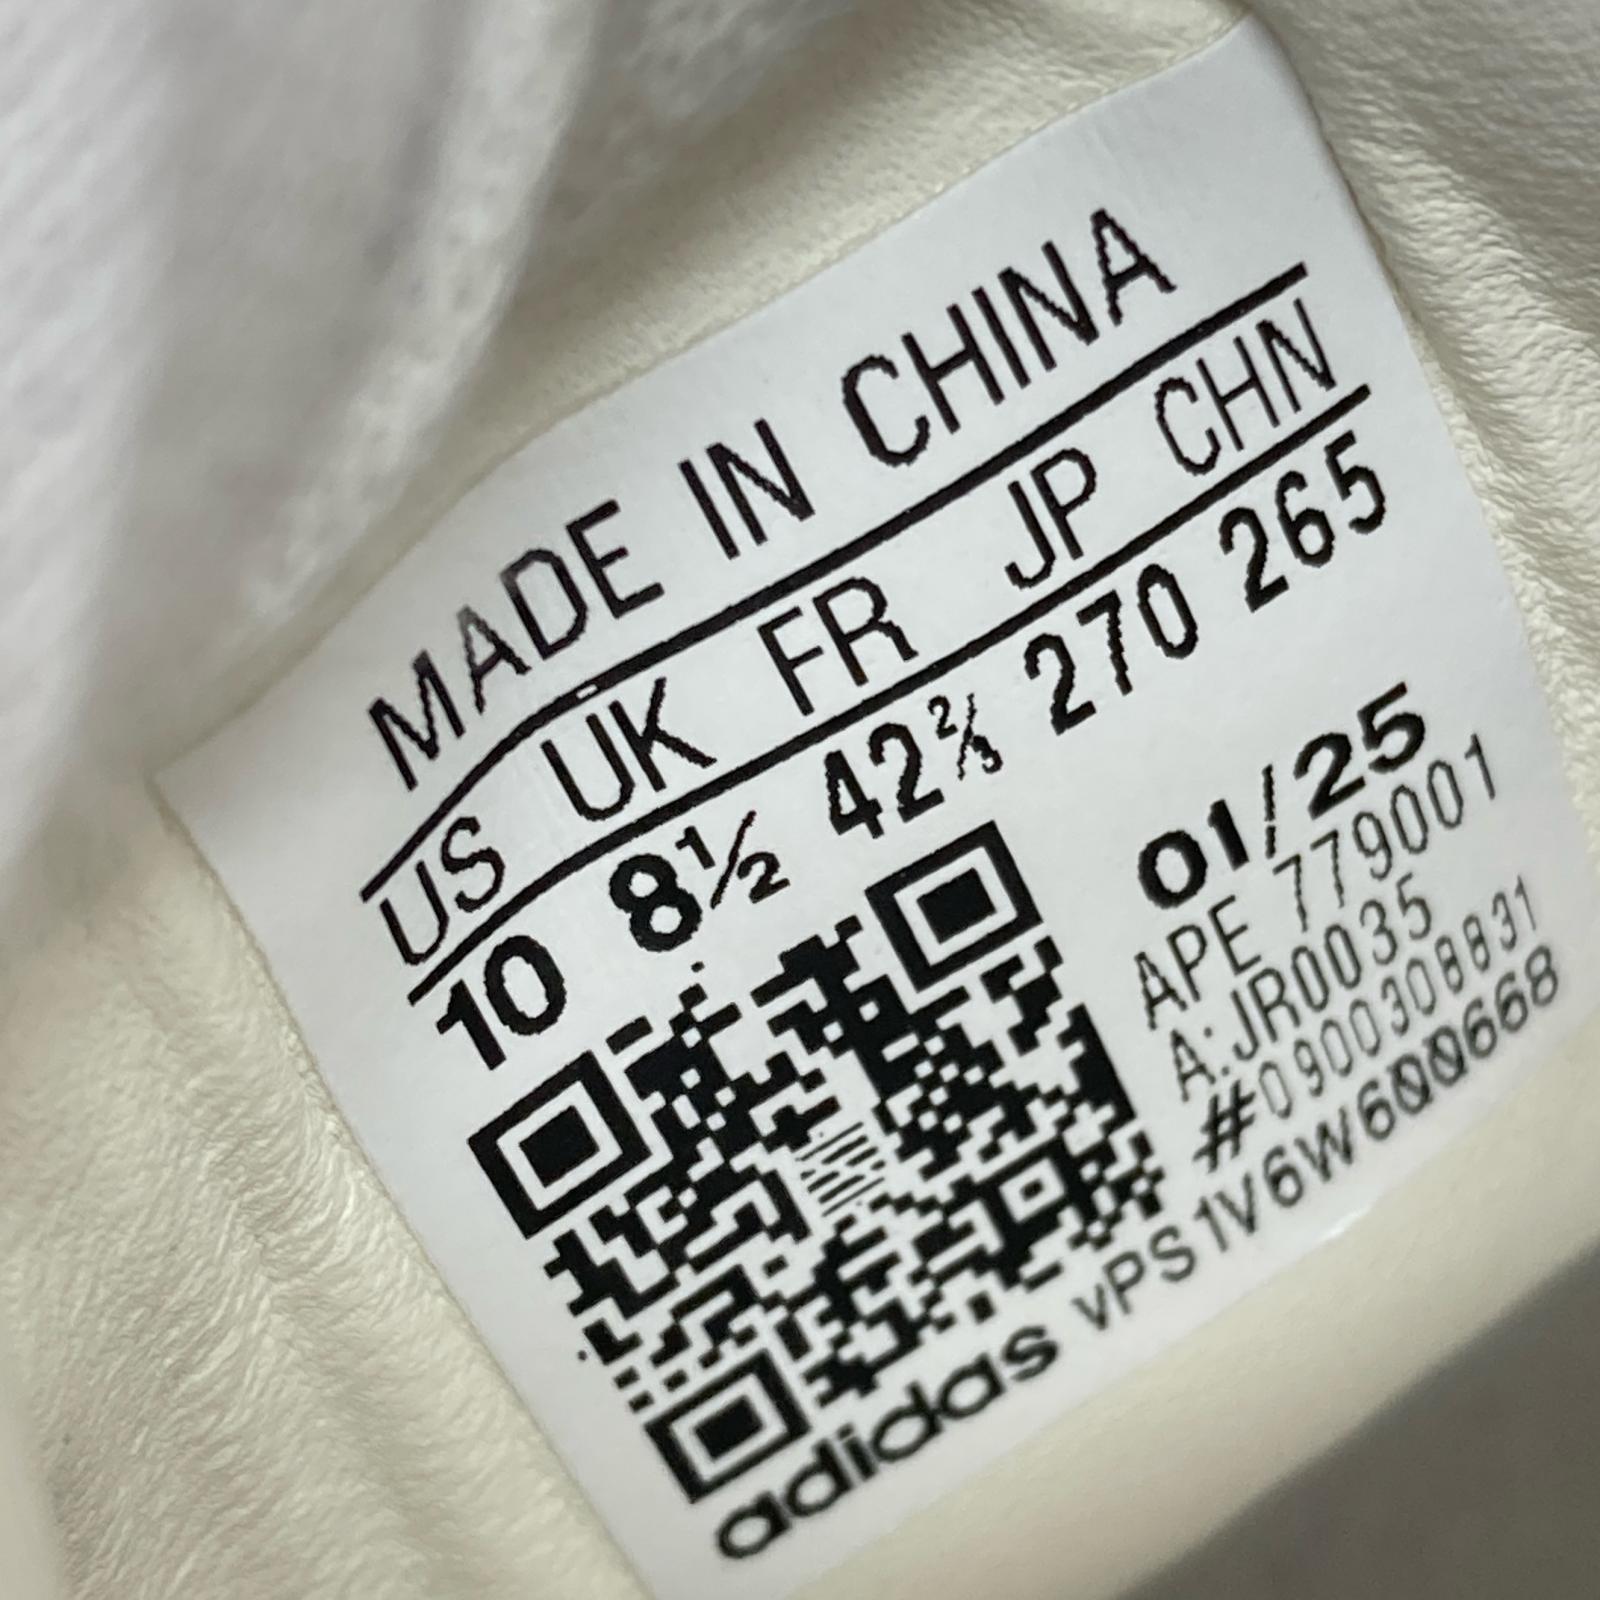 MADE IN CHINA
US UK FR JP CHN
10 8½ 42⅔ 270 265
01/25
APE 779001
A:JR0035
#0900308831
adidas vPS1V6W600668